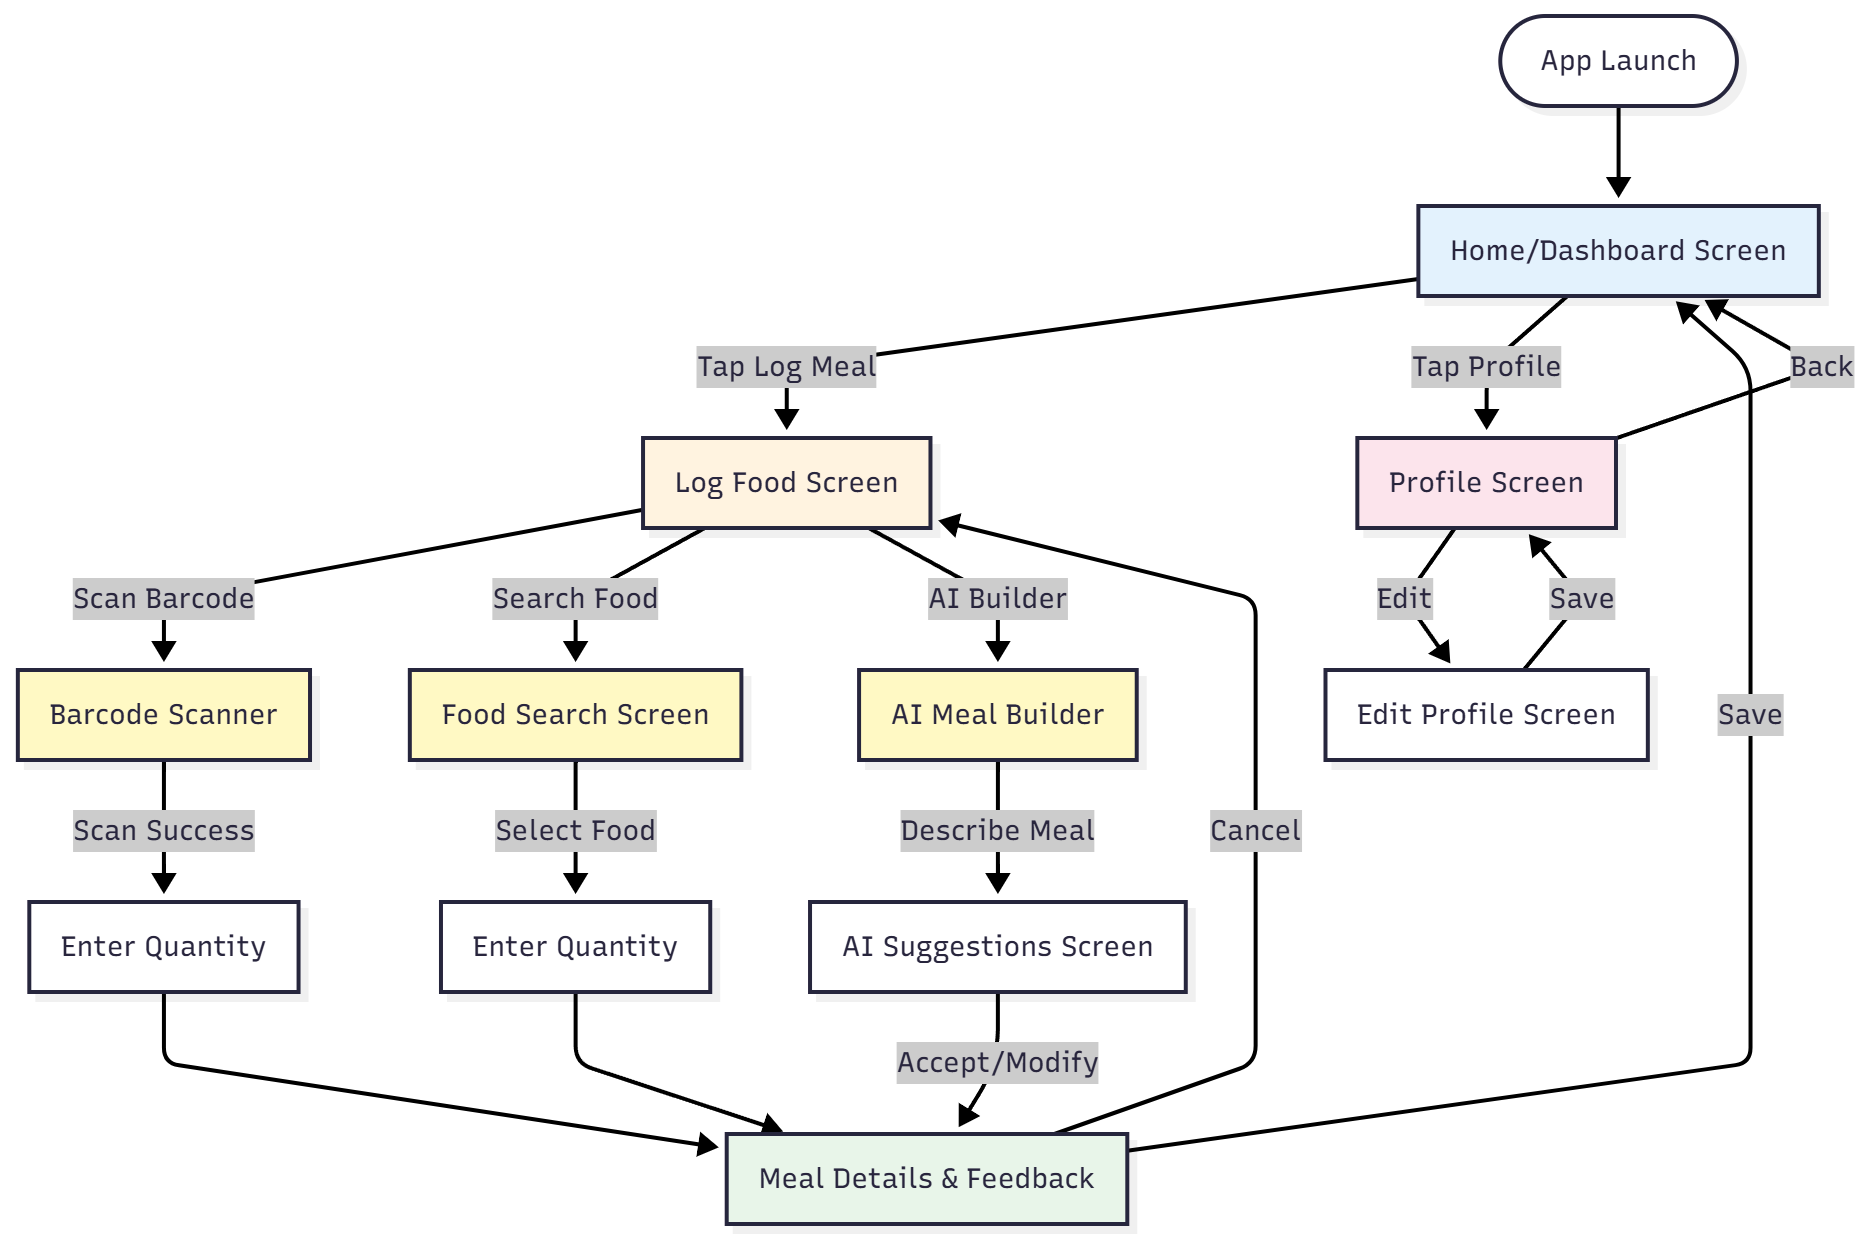 App Launch
Home/Dashboard Screen
Tap Log Meal
Tap Profile
Back
Log Food Screen
Profile Screen
Scan Barcode
Search Food
AI Builder
Edit
Save
Barcode Scanner
Food Search Screen
AI Meal Builder
Edit Profile Screen
Save
Scan Success
Select Food
Describe Meal
Cancel
Enter Quantity
Enter Quantity
AI Suggestions Screen
Accept/Modify
Meal Details & Feedback